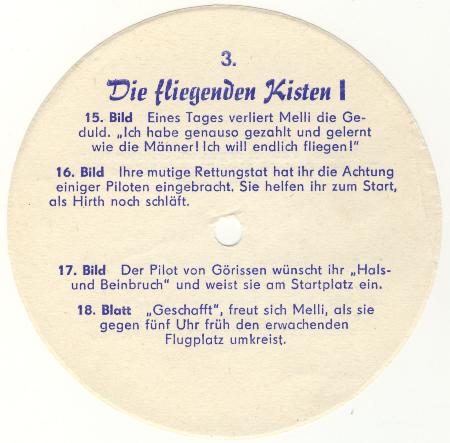 3.
Die fliegenden Kisten I
15. Bild Eines Tages verliert Melli die Ge-
duld. „Ich habe genauso gezahlt und gelernt
wie die Männer! Ich will endlich fliegen!"
16. Bild Ihre mutige Rettungstat hat ihr die Achtung
einiger Piloten eingebracht. Sie helfen ihr zum Start,
als Hirth noch schläft.
17. Bild Der Pilot von Görissen wünscht ihr „Hals-
und Beinbruch" und weist sie am Startplatz ein.
18. Blatt „Geschafft", freut sich Melli, als sie
gegen fünf Uhr früh den erwachenden
Flugplatz umkreist.